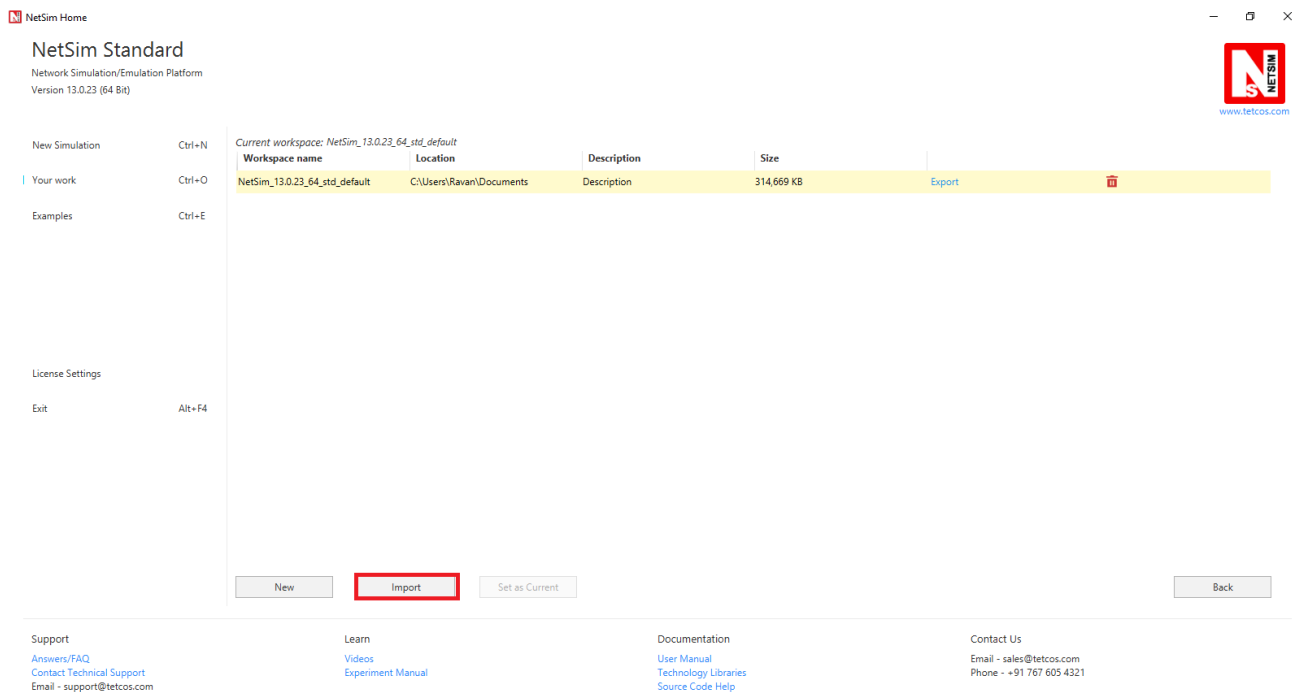 NetSim Home
NetSim Standard
Network Simulation/Emulation Platform
Version 13.0.23 (64 Bit)
N
S
NETSIM
www.tetcos.com
New Simulation Ctrl+N
Your work Ctrl+O
Examples Ctrl+E
License Settings
Exit Alt+F4
Current workspace: NetSim_13.0.23_64_std_default
Workspace name Location Description Size
NetSim_13.0.23_64_std_default C:\Users\Ravan\Documents Description 314,669 KB Export
New Import Set as Current Back
Support Learn Documentation Contact Us
Answers/FAQ Videos User Manual Email - sales@tetcos.com
Contact Technical Support Experiment Manual Technology Libraries Phone - +91 767 605 4321
Email - support@tetcos.com Source Code Help